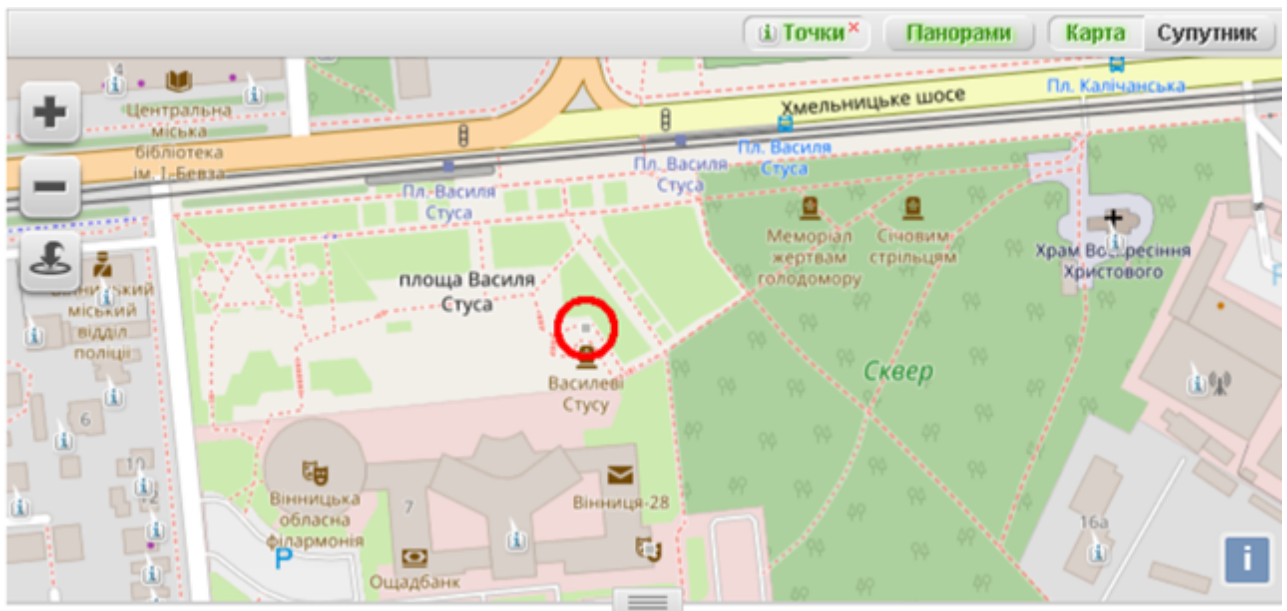 Точки
Панорами
Карта
Супутник
4
Центральна
міська
бібліотека
ім. І. Бевза
Хмельницьке шосе
Пл. Калічанська
Пл. Василя
Стуса
Пл. Василя
Стуса
Пл. Василя
Стуса
Меморіал
жертвам
голодомору
Січовим
стрільцям
Храм Воскресіння
Христового
площа Василя
Стуса
міський
відділ
поліції
Василеві
Стусу
Сквер
6
10
12
7
Вінницька
обласна
філармонія
Вінниця-28
Ощадбанк
P
16а